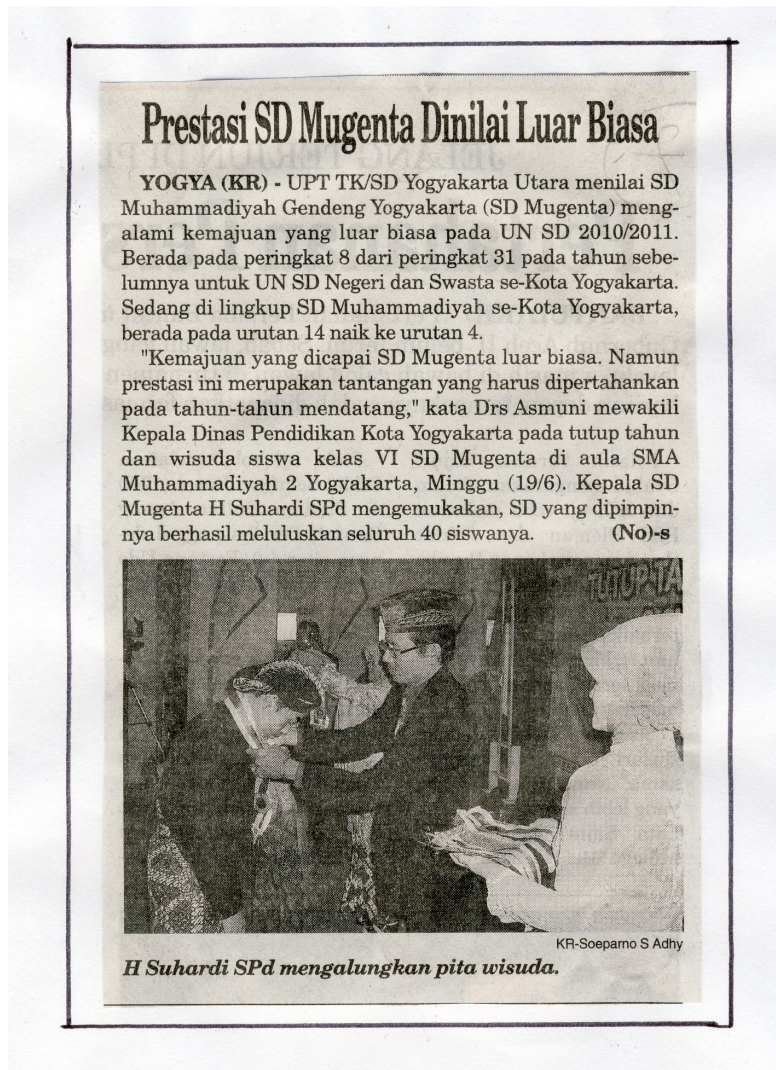 Prestasi SD Mugenta Dinilai Luar Biasa
YOGYA (KR) - UPT TK/SD Yogyakarta Utara menilai SD
Muhammadiyah Gendeng Yogyakarta (SD Mugenta) meng-
alami kemajuan yang luar biasa pada UN SD 2010/2011.
Berada pada peringkat 8 dari peringkat 31 pada tahun sebe-
lumnya untuk UN SD Negeri dan Swasta se-Kota Yogyakarta.
Sedang di lingkup SD Muhammadiyah se-Kota Yogyakarta,
berada pada urutan 14 naik ke urutan 4.
"Kemajuan yang dicapai SD Mugenta luar biasa. Namun
prestasi ini merupakan tantangan yang harus dipertahankan
pada tahun-tahun mendatang," kata Drs Asmuni mewakili
Kepala Dinas Pendidikan Kota Yogyakarta pada tutup tahun
dan wisuda siswa kelas VI SD Mugenta di aula SMA
Muhammadiyah 2 Yogyakarta, Minggu (19/6). Kepala SD
Mugenta H Suhardi SPd mengemukakan, SD yang dipimpin-
nya berhasil meluluskan seluruh 40 siswanya. (No)-s
TUTUP TA
KR-Soeparno S Adhy
H Suhardi SPd mengalungkan pita wisuda.